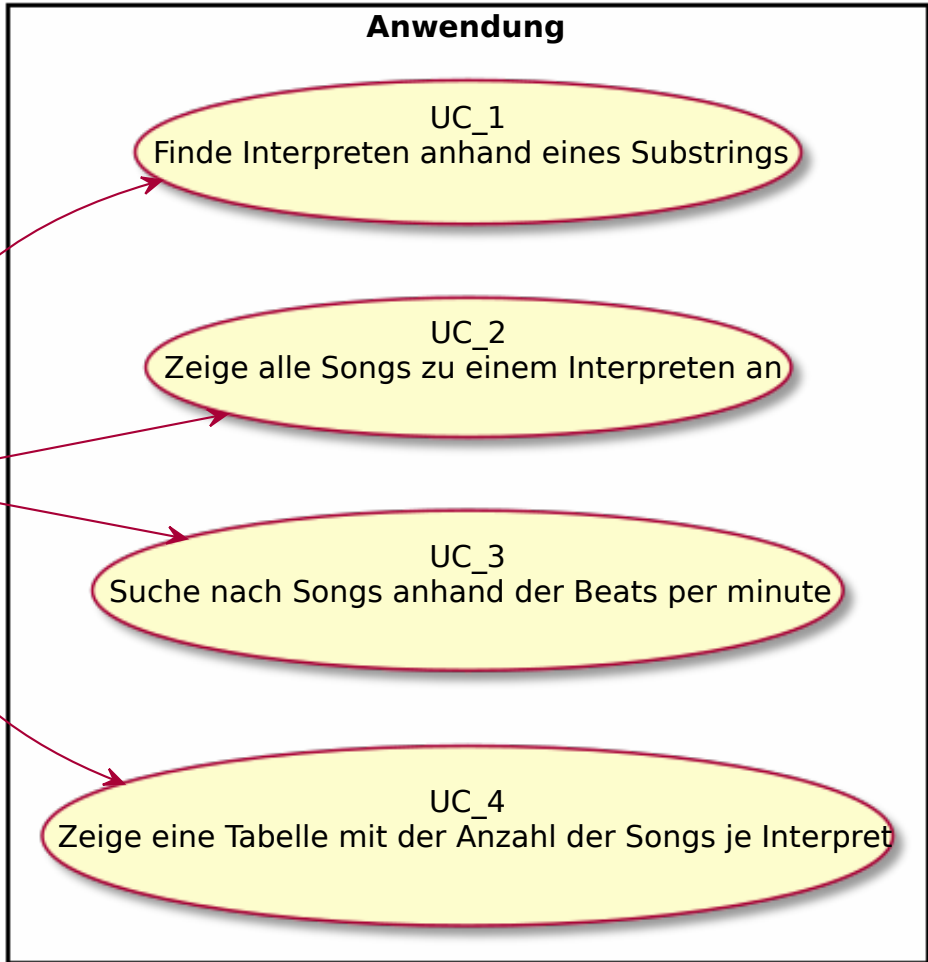 Anwendung
UC_1
Finde Interpreten anhand eines Substrings
UC_2
Zeige alle Songs zu einem Interpreten an
UC_3
Suche nach Songs anhand der Beats per minute
UC_4
Zeige eine Tabelle mit der Anzahl der Songs je Interpret